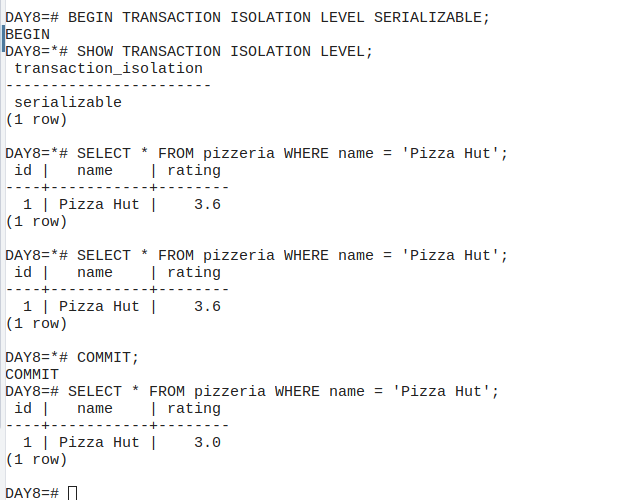 DAY8=# BEGIN TRANSACTION ISOLATION LEVEL SERIALIZABLE;
BEGIN
DAY8=*# SHOW TRANSACTION ISOLATION LEVEL;
 transaction_isolation
-----------------------
 serializable
(1 row)

DAY8=*# SELECT * FROM pizzeria WHERE name = 'Pizza Hut';
 id |   name    | rating
----+-----------+--------
  1 | Pizza Hut |    3.6
(1 row)

DAY8=*# SELECT * FROM pizzeria WHERE name = 'Pizza Hut';
 id |   name    | rating
----+-----------+--------
  1 | Pizza Hut |    3.6
(1 row)

DAY8=*# COMMIT;
COMMIT
DAY8=# SELECT * FROM pizzeria WHERE name = 'Pizza Hut';
 id |   name    | rating
----+-----------+--------
  1 | Pizza Hut |    3.0
(1 row)

DAY8=#